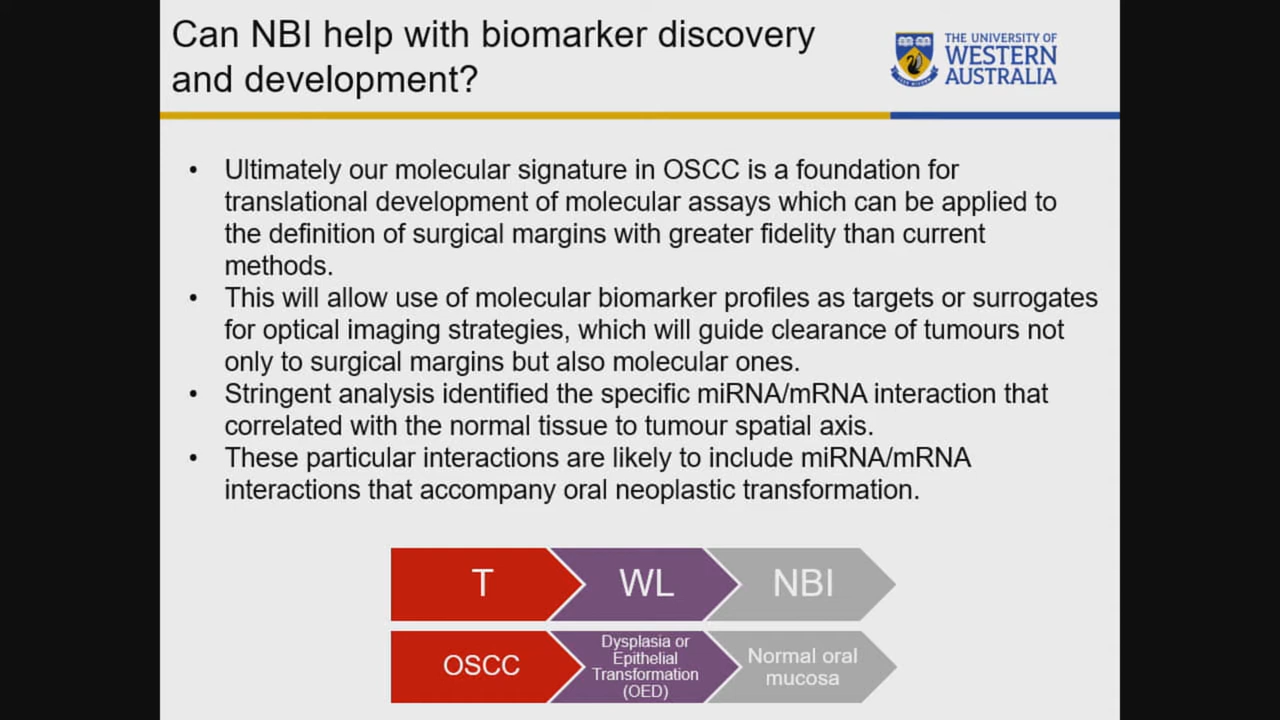 Can NBI help with biomarker discovery
and development?
THE UNIVERSITY OF
WESTERN
AUSTRALIA
• Ultimately our molecular signature in OSCC is a foundation for
translational development of molecular assays which can be applied to
the definition of surgical margins with greater fidelity than current
methods.
• This will allow use of molecular biomarker profiles as targets or surrogates
for optical imaging strategies, which will guide clearance of tumours not
only to surgical margins but also molecular ones.
• Stringent analysis identified the specific miRNA/mRNA interaction that
correlated with the normal tissue to tumour spatial axis.
• These particular interactions are likely to include miRNA/mRNA
interactions that accompany oral neoplastic transformation.
T
WL
NBI
OSCC
Dysplasia or
Epithelial
Transformation
(OED)
Normal oral
mucosa